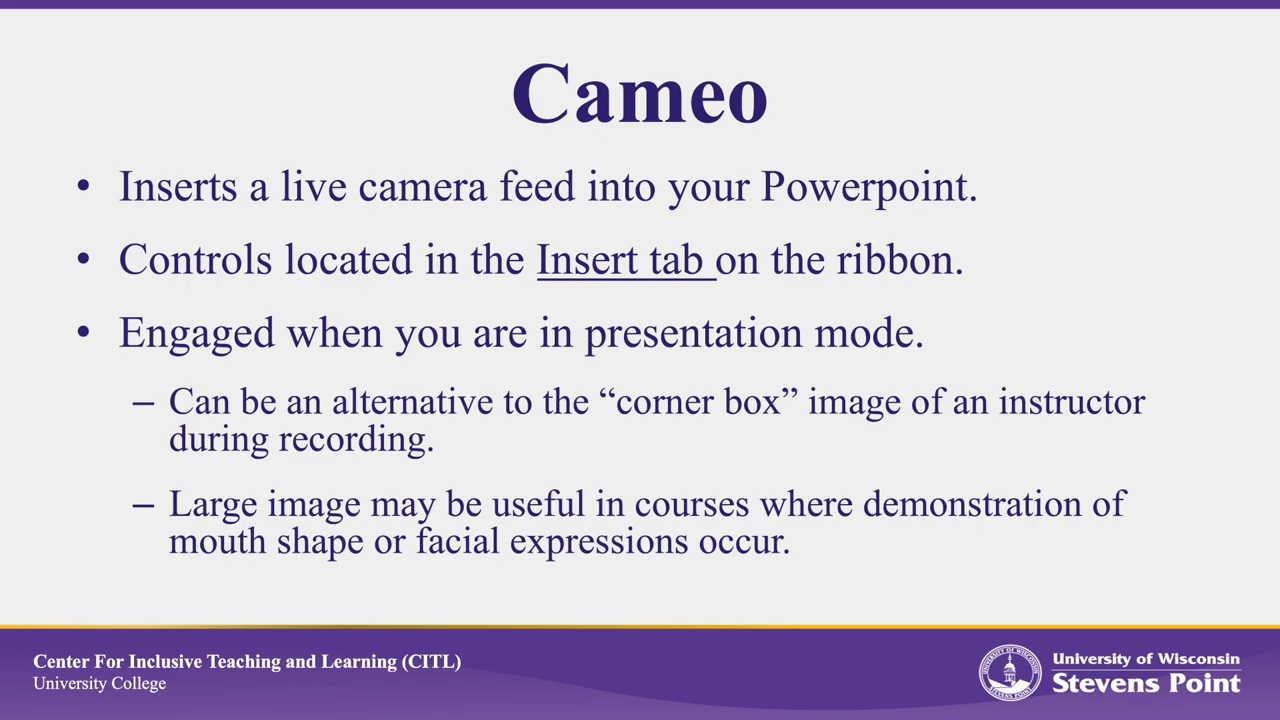 Cameo
• Inserts a live camera feed into your Powerpoint.
• Controls located in the Insert tab on the ribbon.
• Engaged when you are in presentation mode.
– Can be an alternative to the “corner box” image of an instructor
during recording.
– Large image may be useful in courses where demonstration of
mouth shape or facial expressions occur.
Center For Inclusive Teaching and Learning (CITL)
University College
University of Wisconsin
Stevens Point